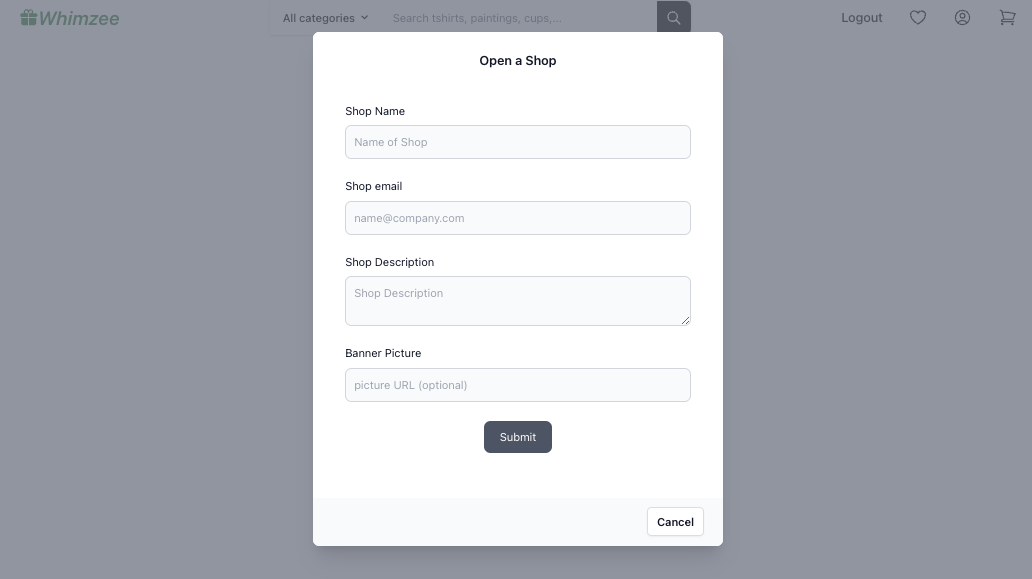 Whimzee
All categories
Search tshirts, paintings, cups,...
Logout
Open a Shop
Shop Name
Name of Shop
Shop email
name@company.com
Shop Description
Shop Description
Banner Picture
picture URL (optional)
Submit
Cancel